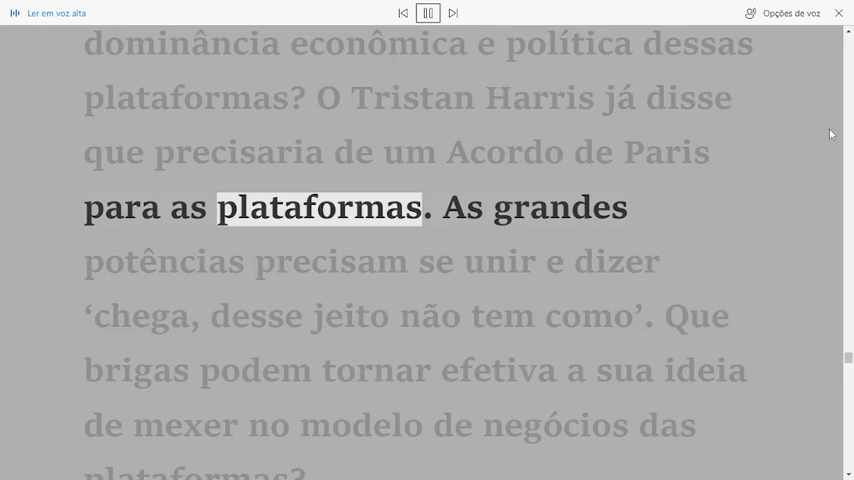 Ler em voz alta
Opções de voz
dominância econômica e política dessas
plataformas? O Tristan Harris já disse
que precisaria de um Acordo de Paris
para as plataformas. As grandes
potências precisam se unir e dizer
‘chega, desse jeito não tem como’. Que
brigas podem tornar efetiva a sua ideia
de mexer no modelo de negócios das
plataformas?